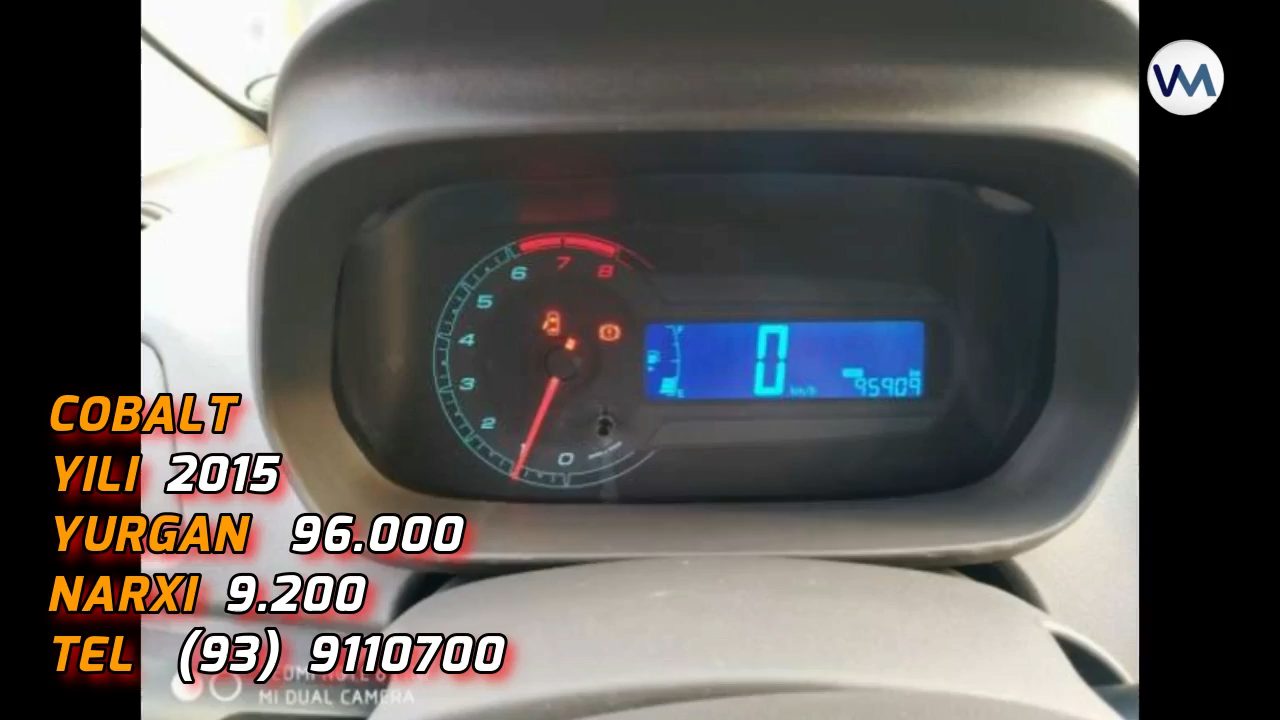 VM
6 7 8
5
4
3
2
1
0
0 km/h
95909
COBALT
YILI 2015
YURGAN 96.000
NARXI 9.200
TEL (93) 9110700
MI DUAL CAMERA